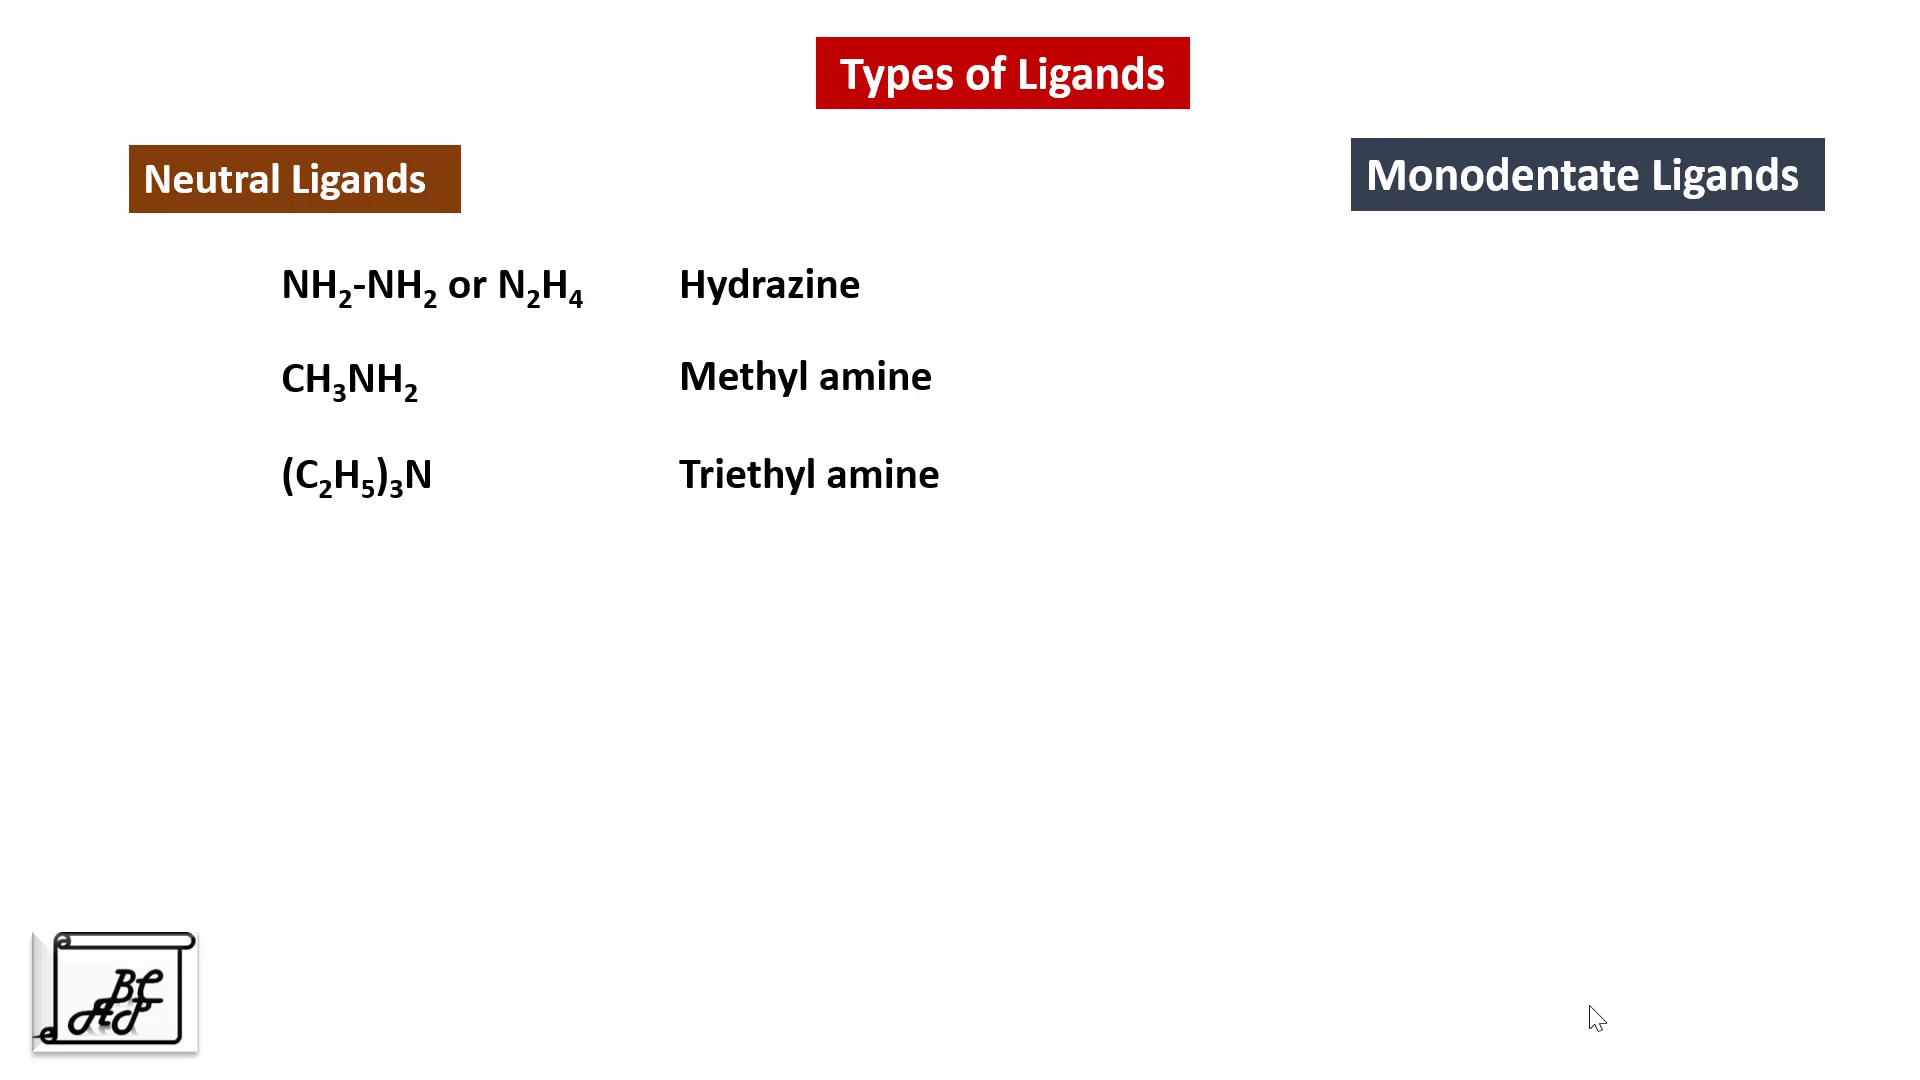 Types of Ligands
Neutral Ligands
Monodentate Ligands
NH₂-NH₂ or N₂H₄ Hydrazine
CH₃NH₂ Methyl amine
(C₂H₅)₃N Triethyl amine